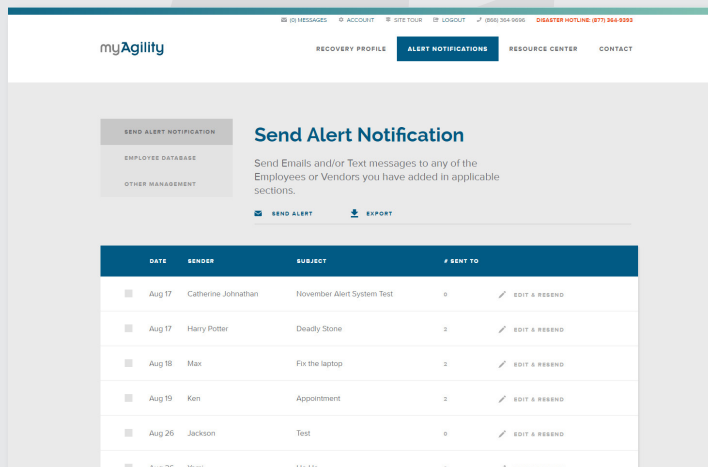 (0) MESSAGES ACCOUNT SITE TOUR LOGOUT (866) 364 9696 DISASTER HOTLINE: (877) 364-9393
myAgility
RECOVERY PROFILE ALERT NOTIFICATIONS RESOURCE CENTER CONTACT
SEND ALERT NOTIFICATION
EMPLOYEE DATABASE
OTHER MANAGEMENT
Send Alert Notification
Send Emails and/or Text messages to any of the
Employees or Vendors you have added in applicable
sections.
SEND ALERT EXPORT
DATE SENDER SUBJECT # SENT TO
Aug 17 Catherine Johnathan November Alert System Test 0 EDIT & RESEND
Aug 17 Harry Potter Deadly Stone EDIT & RESEND
Aug 18 Max Fix the laptop EDIT & RESEND
Aug 19 Ken Appointment 2 EDIT & RESEND
Aug 26 Jackson Test 0 EDIT & RESEND